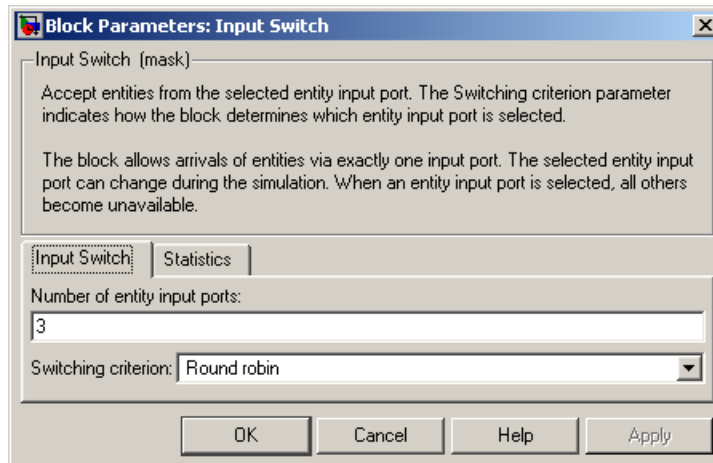 Block Parameters: Input Switch
Input Switch (mask)
Accept entities from the selected entity input port. The Switching criterion parameter
indicates how the block determines which entity input port is selected.
The block allows arrivals of entities via exactly one input port. The selected entity input
port can change during the simulation. When an entity input port is selected, all others
become unavailable.
Input Switch Statistics
Number of entity input ports:
3
Switching criterion: Round robin
OK Cancel Help Apply